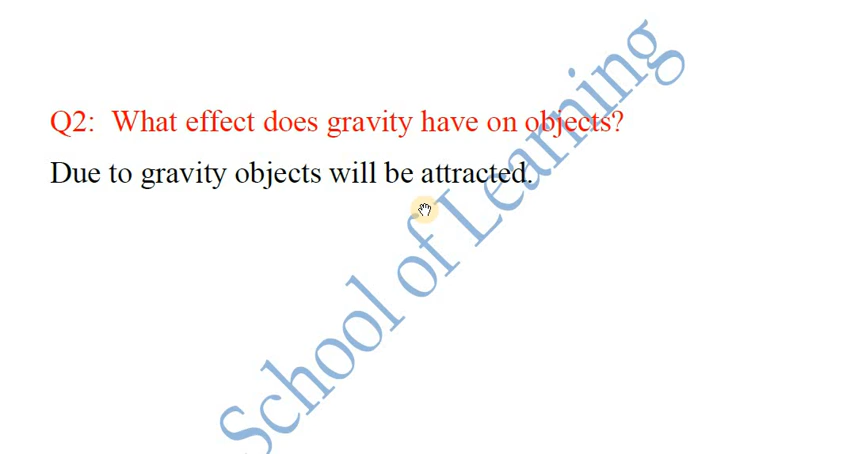 Q2: What effect does gravity have on objects?
Due to gravity objects will be attracted.
School of Learning